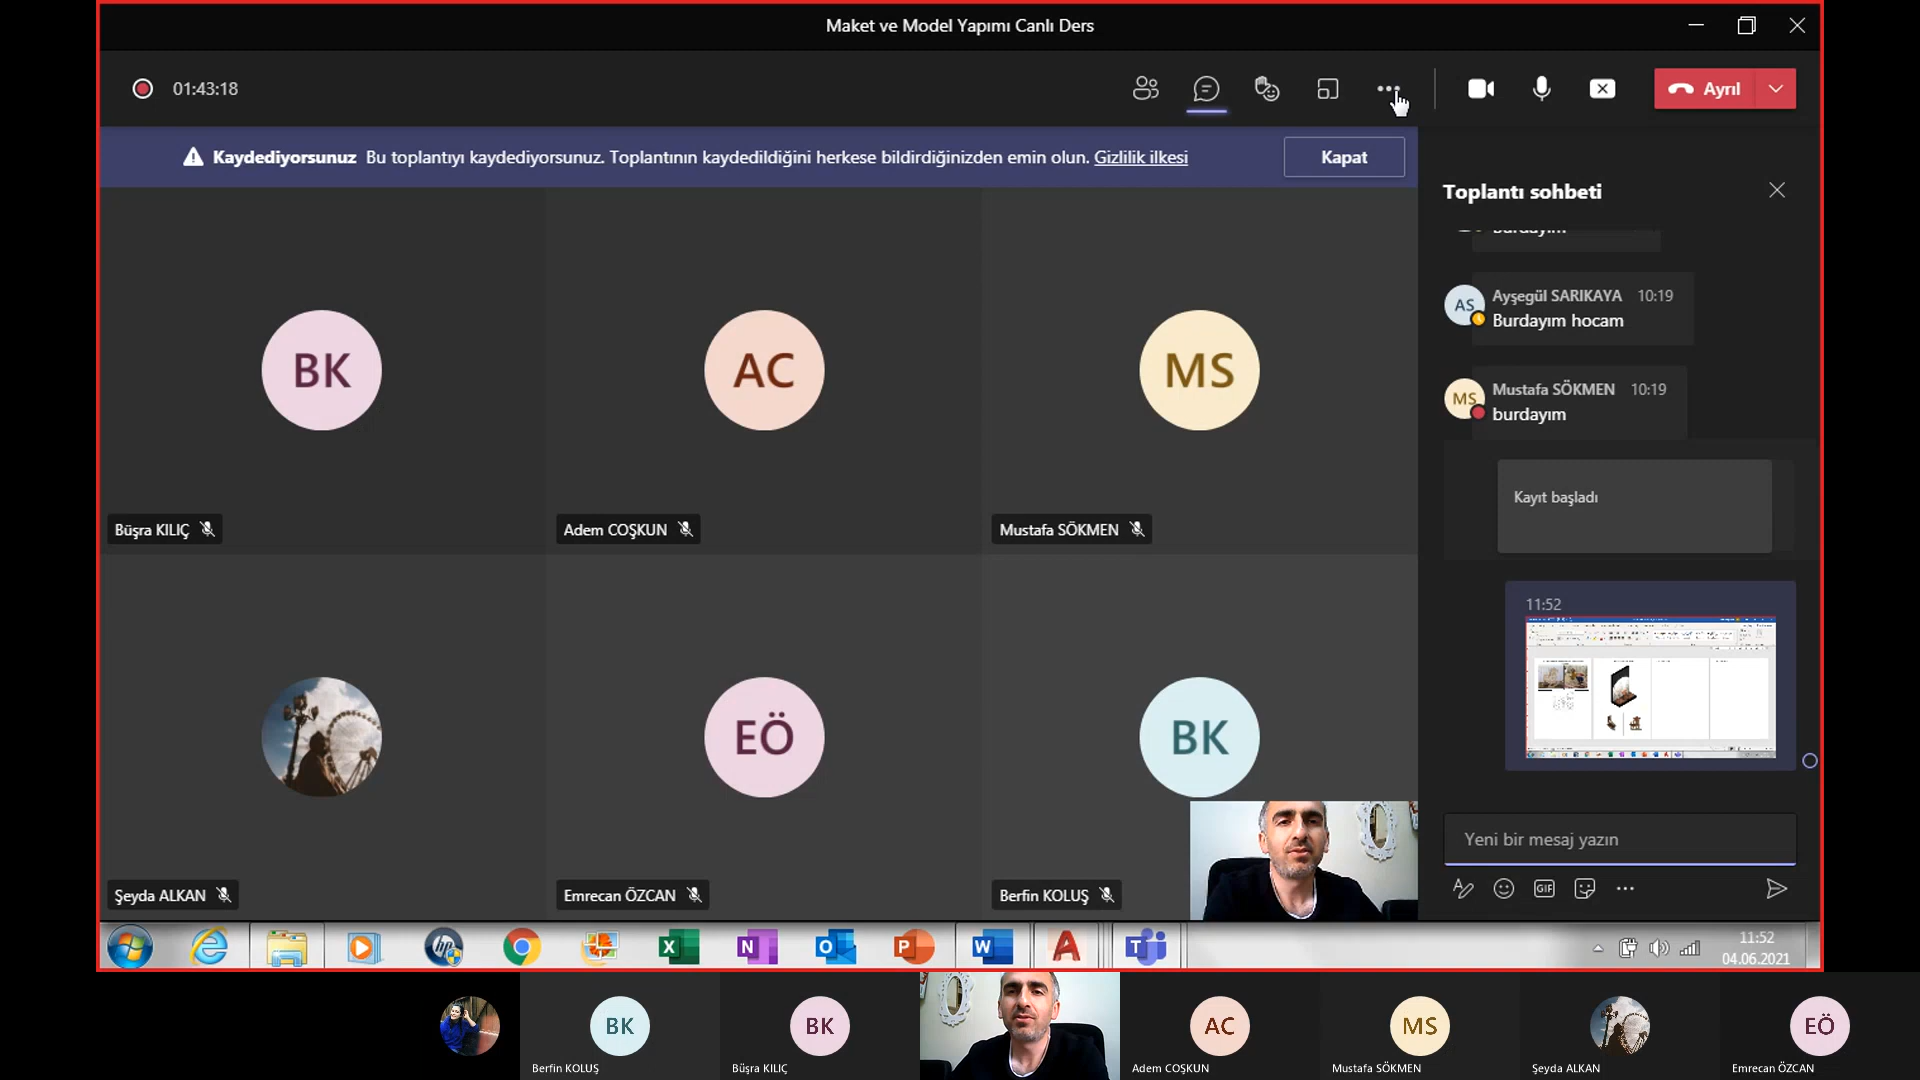 Maket ve Model Yapımı Canlı Ders
01:43:18
Ayrıl
Kaydediyorsunuz Bu toplantıyı kaydediyorsunuz. Toplantının kaydedildiğini herkese bildirdiğinizden emin olun. Gizlilik ilkesi
Kapat
BK
AC
MS
Büşra KILIÇ
Adem COŞKUN
Mustafa SÖKMEN
EÖ
BK
Şeyda ALKAN
Emrecan ÖZCAN
Berfin KOLUŞ
Toplantı sohbeti
Burdayım
AS
Ayşegül SARIKAYA 10:19
Burdayım hocam
MS
Mustafa SÖKMEN 10:19
burdayım
Kayıt başladı
11:52
Yeni bir mesaj yazın
GIF
11:52
04.06.2021
BK
BK
AC
MS
EÖ
Berfin KOLUŞ
Büşra KILIÇ
Adem COŞKUN
Mustafa SÖKMEN
Şeyda ALKAN
Emrecan ÖZCAN